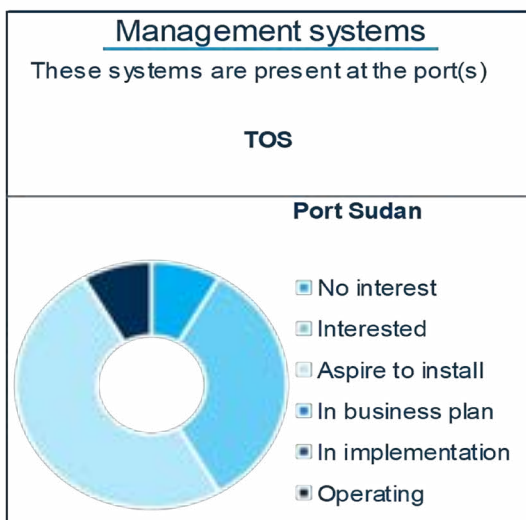 Management systems
These systems are present at the port(s)
TOS
Port Sudan
No interest
Interested
Aspire to install
In business plan
In implementation
Operating